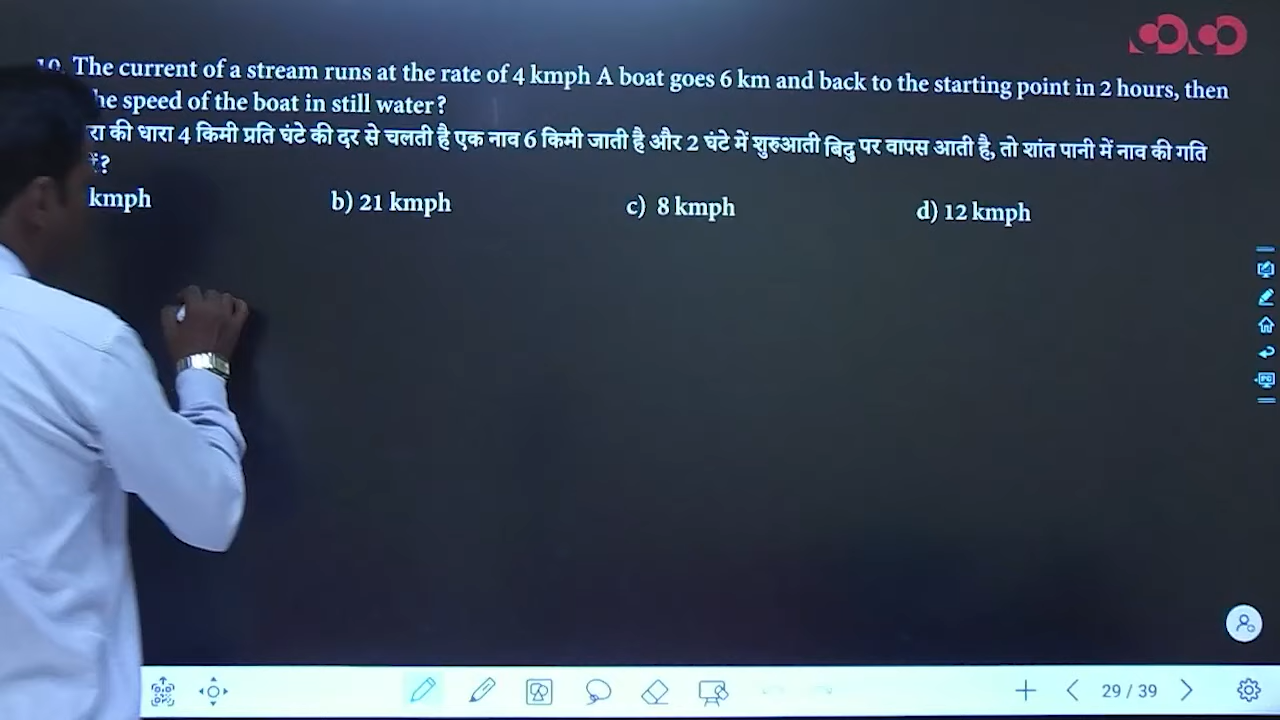 10. The current of a stream runs at the rate of 4 kmph A boat goes 6 km and back to the starting point in 2 hours, then
he speed of the boat in still water?
रा की धारा 4 किमी प्रति घंटे की दर से चलती है एक नाव 6 किमी जाती है और 2 घंटे में शुरुआती बिदु पर वापस आती है, तो शांत पानी में नाव की गति
?
kmph b) 21 kmph c) 8 kmph d) 12 kmph
29 / 39